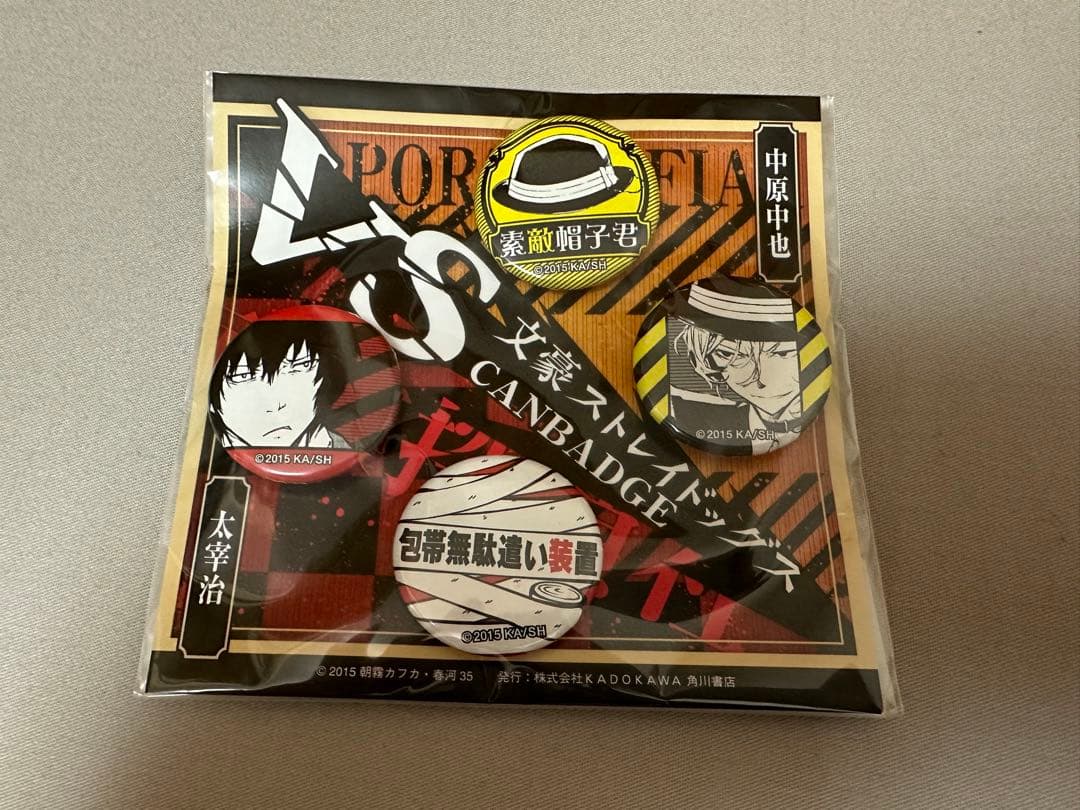 VS
POR
FIA
文豪ストレイドッグス
CANBADGE
索敵帽子君
©2015 KA/SH
中原中也
©2015 KA/SH
©2015 KA/SH
太宰治
包帯無駄遣い装置
©2015 KA/SH
© 2015 朝霧カフカ・春河35 発行：株式会社KADOKAWA 角川書店